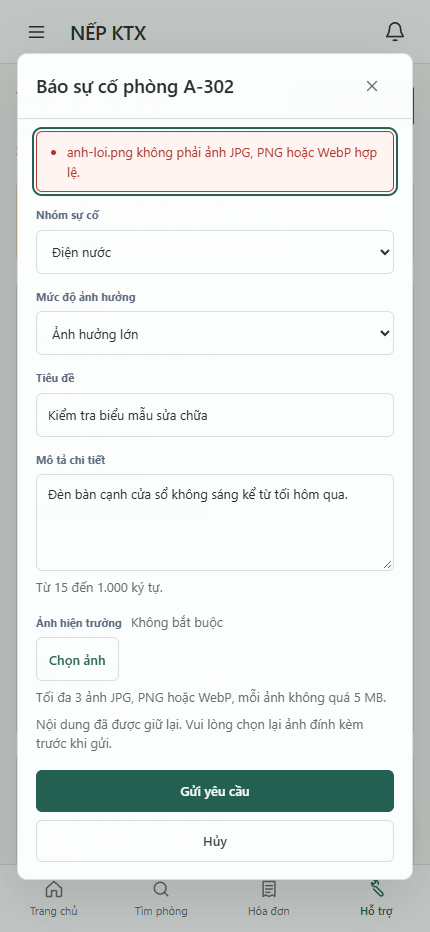 NẾP KTX
Báo sự cố phòng A-302
anh-loi.png không phải ảnh JPG, PNG hoặc WebP hợp
lệ.
Nhóm sự cố
Điện nước
Mức độ ảnh hưởng
Ảnh hưởng lớn
Tiêu đề
Kiểm tra biểu mẫu sửa chữa
Mô tả chi tiết
Đèn bàn cạnh cửa sổ không sáng kể từ tối hôm qua.
Từ 15 đến 1.000 ký tự.
Ảnh hiện trường Không bắt buộc
Chọn ảnh
Tối đa 3 ảnh JPG, PNG hoặc WebP, mỗi ảnh không quá 5 MB.
Nội dung đã được giữ lại. Vui lòng chọn lại ảnh đính kèm
trước khi gửi.
Gửi yêu cầu
Hủy
Trang chủ Tìm phòng Hóa đơn Hỗ trợ